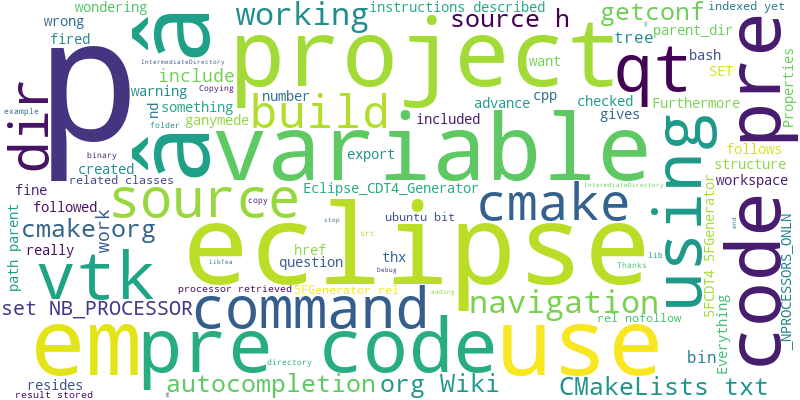 wondering
working
instructions described
source h
getconf
indexed yet
wrong
fired
â
project
tree
parent_dir
IntermediateDirectory
p
qt
bash
code pre
warning
include
Copying
want
SET
Properties
dir
nd
something
number
cpp
checked
Furthermore
example
folder
ganymede
build
advance
included
gives
â
variable
using
follows
binary
created
export
structure
related classes
Eclipse_CDT4_Generator
IntermediateDirectory
workspace
fine
source
copy
cmake
followed
eclipse
ubuntu bit
stop
5FCDT4 5FGenerator
end
cmake org
work
src
really
href
path parent
vtk
question
thx
lib
libTea
Debug
Thanks
_NPROCESSORS_ONLN
processor retrieved
5FGenerator rel
adding
set NB_PROCESSOR
command
navigation
rel nofollow
Everything
em
pre code
use
directory
bin
resides
autocompletion
org Wiki
CMakeLists txt
result stored